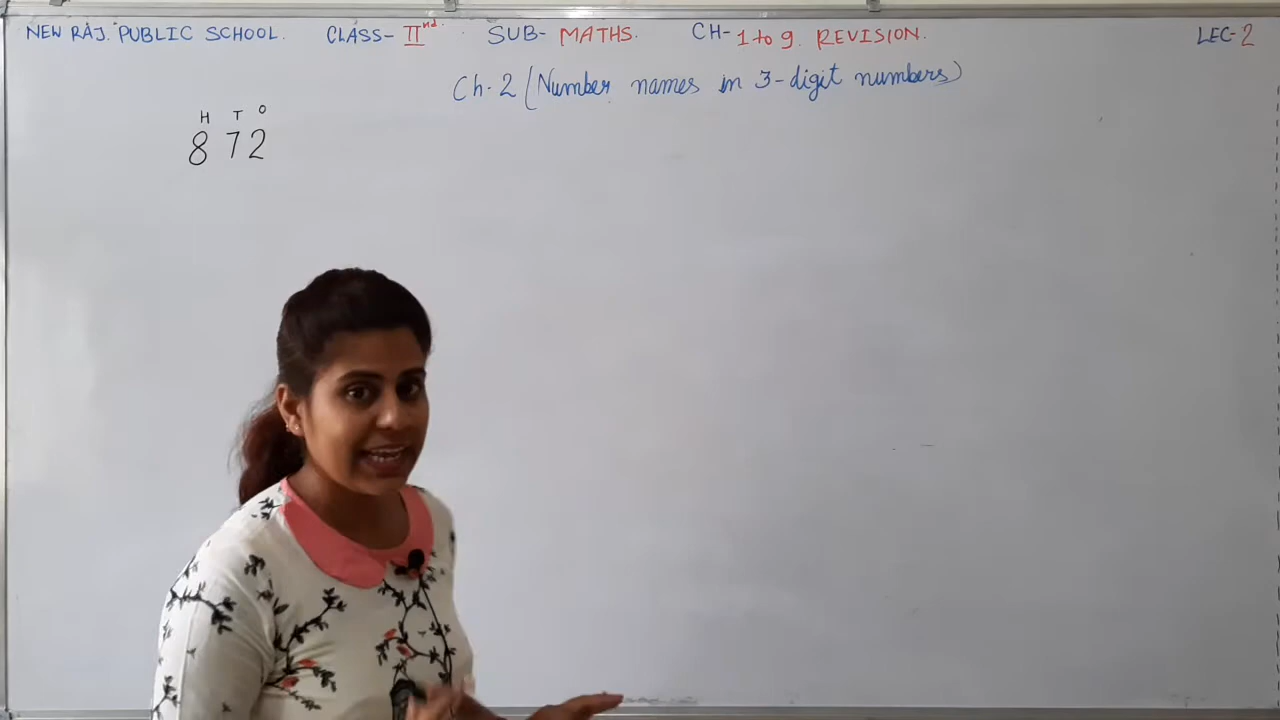 NEW RAJ. PUBLIC SCHOOL. CLASS- IInd. SUB- MATHS. CH- 1 to 9. REVISION. LEC-2
Ch. 2 (Number names in 3-digit numbers)
H T O
8 7 2